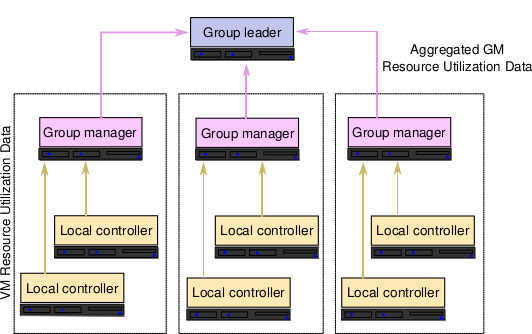 Group leader
Aggregated GM
Resource Utilization Data
VM Resource Utilization Data
Group manager
Group manager
Group manager
Local controller
Local controller
Local controller
Local controller
Local controller
Local controller